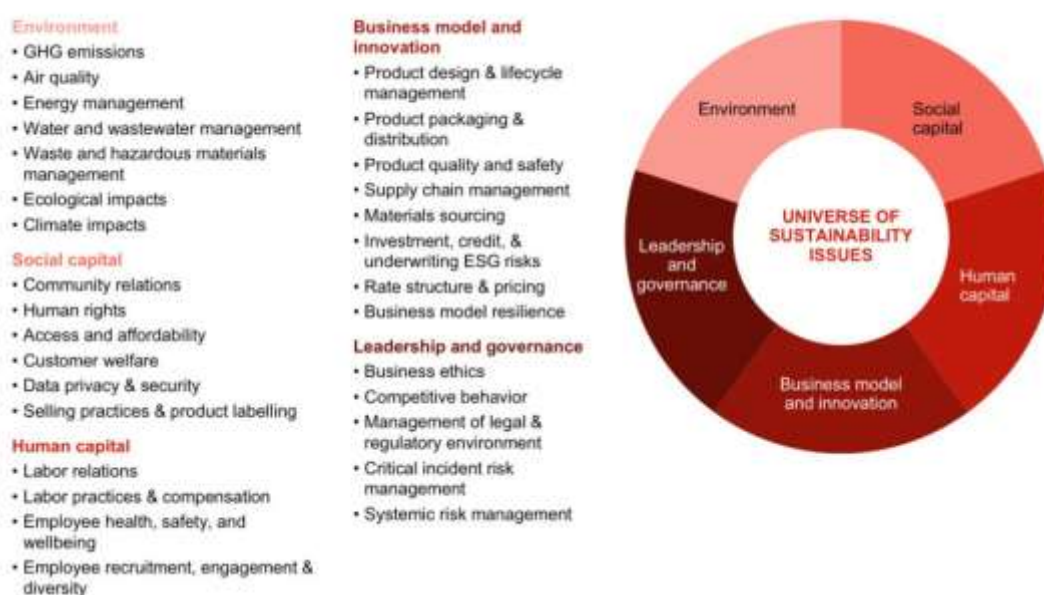 Environment
• GHG emissions
• Air quality
• Energy management
• Water and wastewater management
• Waste and hazardous materials
management
• Ecological impacts
• Climate impacts
Social capital
• Community relations
• Human rights
• Access and affordability
• Customer welfare
• Data privacy & security
• Selling practices & product labelling
Human capital
• Labor relations
• Labor practices & compensation
• Employee health, safety, and
wellbeing
• Employee recruitment, engagement &
diversity
Business model and
innovation
• Product design & lifecycle
management
• Product packaging &
distribution
• Product quality and safety
• Supply chain management
• Materials sourcing
• Investment, credit, &
underwriting ESG risks
• Rate structure & pricing
• Business model resilience
Leadership and governance
• Business ethics
• Competitive behavior
• Management of legal &
regulatory environment
• Critical incident risk
management
• Systemic risk management
Environment
Social
capital
Human
capital
Business model
and innovation
Leadership
and
governance
UNIVERSE OF
SUSTAINABILITY
ISSUES